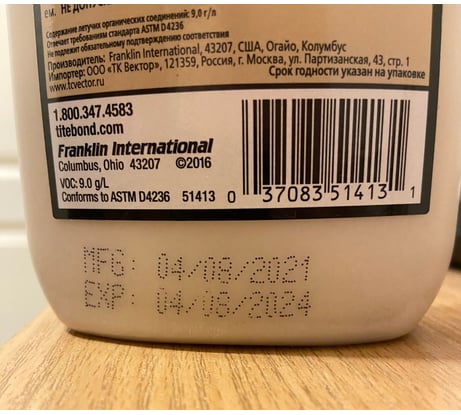 ем. НЕ ДОПУС
Содержание летучих органических соединений: 9,0 г/л
Отвечает требованиям стандарта ASTM D4236
Не подлежит обязательному подтверждению соответствия
Производитель: Franklin International, 43207, США, Огайо, Колумбус
Импортер: ООО «ТК Вектор», 121359, Россия, г. Москва, ул. Партизанская, 43, стр. 1
www.tcvector.ru
Срок годности указан на упаковке
1.800.347.4583
titebond.com
Franklin International
Columbus, Ohio 43207 ©2016
VOC: 9.0 g/L
Conforms to ASTM D4236 51413
0 37083 51413 1
MFG: 04/08/2021
EXP: 04/08/2024